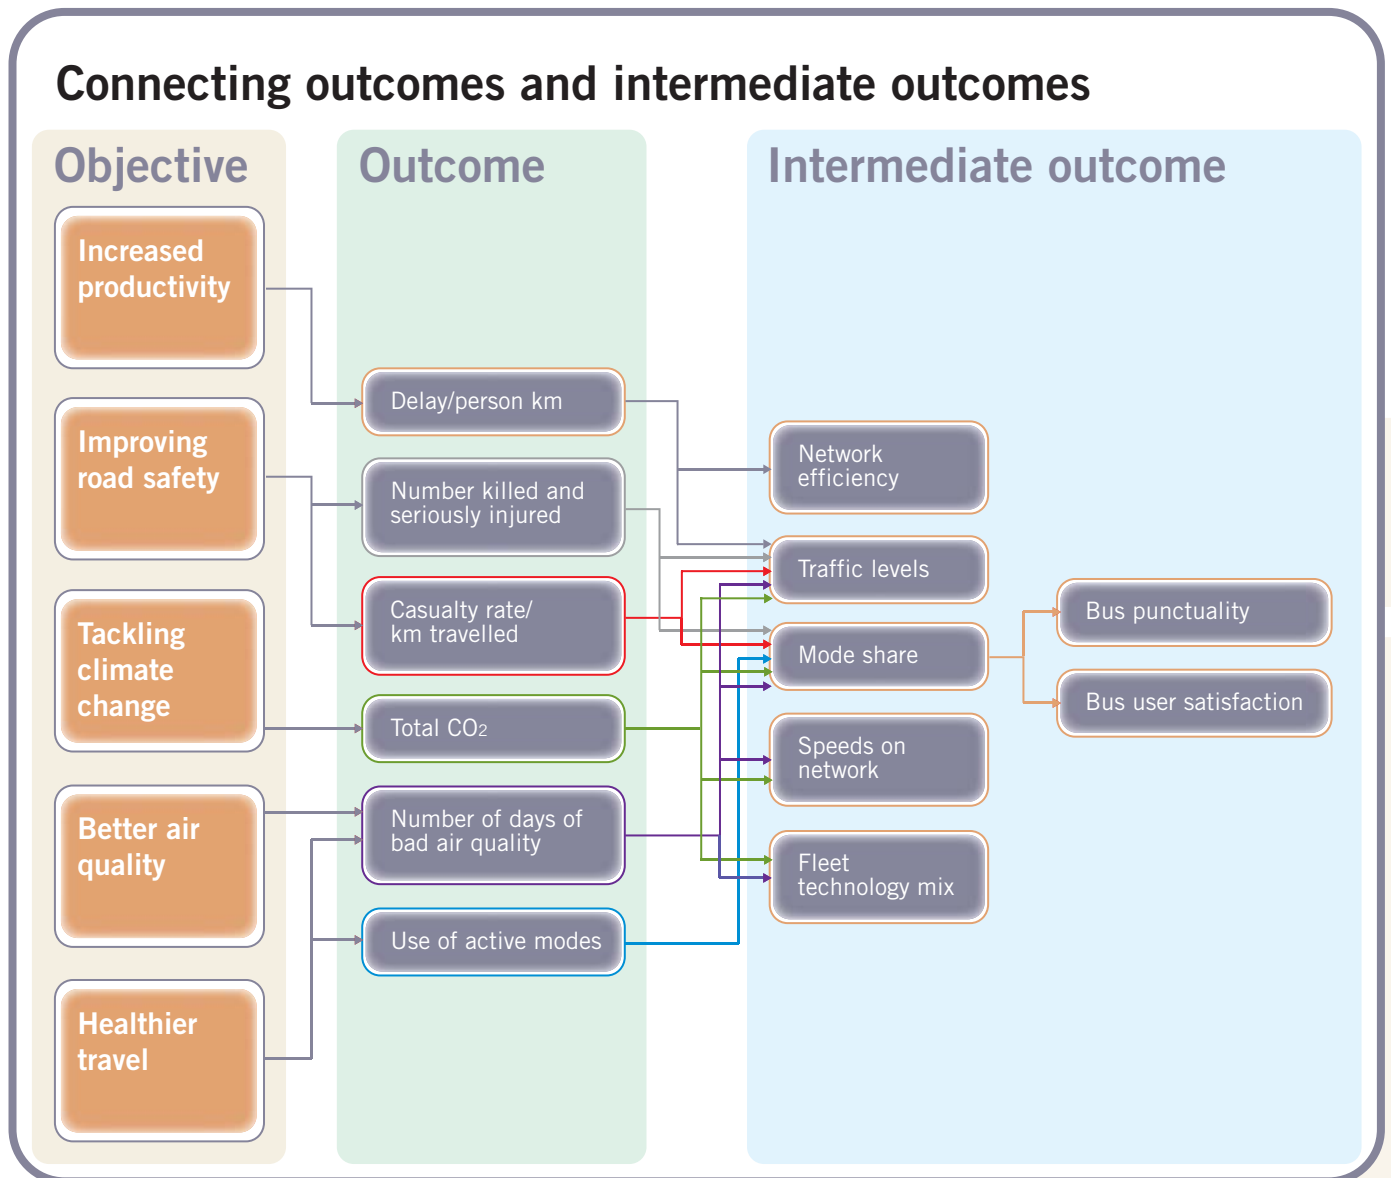 Connecting outcomes and intermediate outcomes
Objective
Increased
productivity
Improving
road safety
Tackling
climate
change
Better air
quality
Healthier
travel
Outcome
Delay/person km
Number killed and
seriously injured
Casualty rate/
km travelled
Total CO2
Number of days of
bad air quality
Use of active modes
Intermediate outcome
Network
efficiency
Traffic levels
Mode share
Speeds on
network
Fleet
technology mix
Bus punctuality
Bus user satisfaction